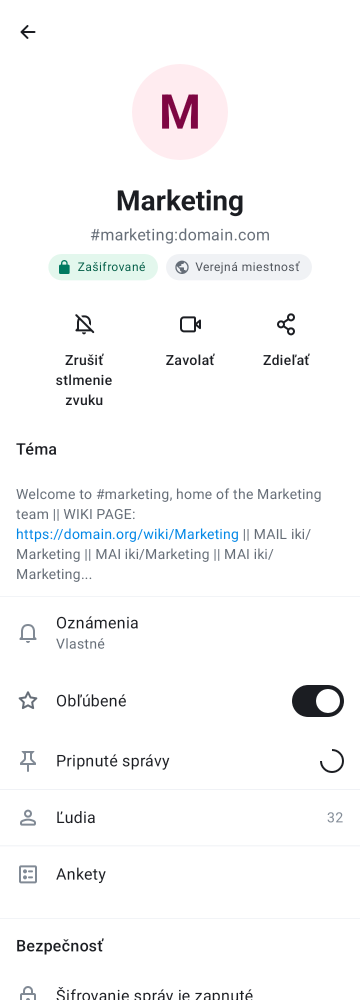 M
Marketing
#marketing:domain.com
Zašifrované
Verejná miestnosť
Zrušiť
stlmenie
zvuku
Zavolať
Zdieľať
Téma
Welcome to #marketing, home of the Marketing
team || WIKI PAGE:
https://domain.org/wiki/Marketing || MAIL iki/
Marketing || MAI iki/Marketing || MAI iki/
Marketing...
Oznámenia
Vlastné
Obľúbené
Pripnuté správy
Ľudia
32
Ankety
Bezpečnosť
Šifrovanie správ je zapnuté